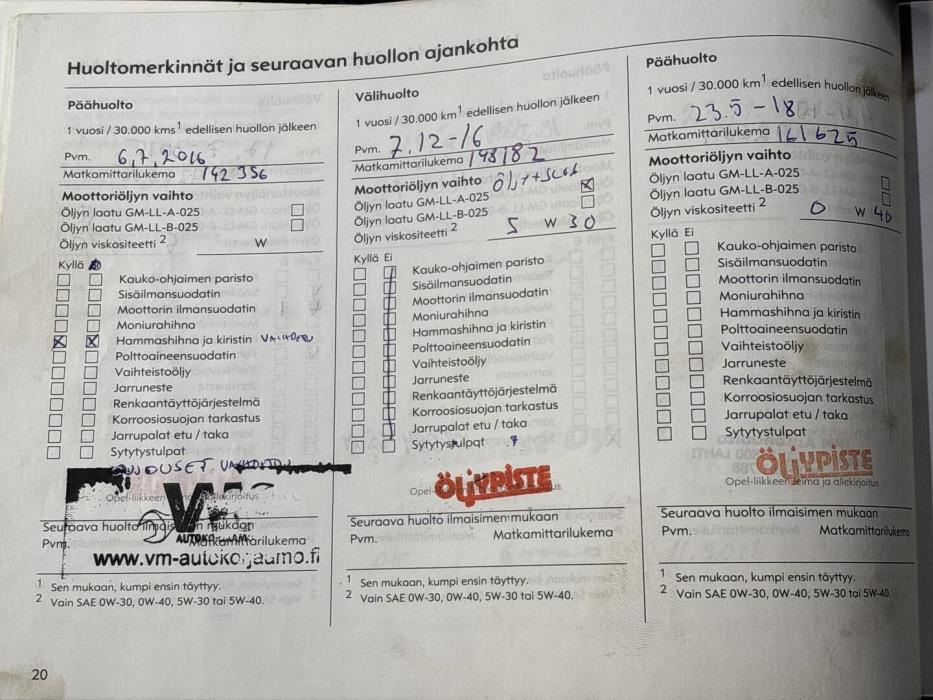 Huoltomerkinnät ja seuraavan huollon ajankohta
Päähuolto
1 vuosi / 30.000 kms1 edellisen huollon jälkeen
Pvm. 6,7,2016
Matkamittarilukema 142 356
Moottoriöljyn vaihto
Öljyn laatu GM-LL-A-025
Öljyn laatu GM-LL-B-025
Öljyn viskositeetti 2 W
Kyllä
Kauko-ohjaimen paristo
Sisäilmansuodatin
Moottorin ilmansuodatin
Moniurahihna
Hammashihna ja kiristin VAIHDETTU
Polttoaineensuodatin
Vaihteistoöljy
Jarruneste
Renkaantäyttöjärjestelmä
Korroosiosuojan tarkastus
Jarrupalat etu / taka
Sytytystulpat
Opel-liikkeen allekirjoitus
Seuraava huolto ilmaisimen mukaan
Pvm. Matkamittarilukema
www.vm-autokorjaamo.fi
1 Sen mukaan, kumpi ensin täyttyy.
2 Vain SAE 0W-30, 0W-40, 5W-30 tai 5W-40.
20
Välihuolto
1 vuosi / 30.000 km1 edellisen huollon jälkeen
Pvm. 7.12-16
Matkamittarilukema 148182
Moottoriöljyn vaihto
Öljyn laatu GM-LL-A-025
Öljyn laatu GM-LL-B-025
Öljyn viskositeetti 2 5 W 30
Kyllä Ei
Kauko-ohjaimen paristo
Sisäilmansuodatin
Moottorin ilmansuodatin
Moniurahihna
Hammashihna ja kiristin
Polttoaineensuodatin
Vaihteistoöljy
Jarruneste
Renkaantäyttöjärjestelmä
Korroosiosuojan tarkastus
Jarrupalat etu / taka
Sytytystulpat
ÖLJYPISTE
Seuraava huolto ilmaisimen mukaan
Pvm. Matkamittarilukema
1 Sen mukaan, kumpi ensin täyttyy.
2 Vain SAE 0W-30, 0W-40, 5W-30 tai 5W-40.
Päähuolto
1 vuosi / 30.000 km1 edellisen huollon jälkeen
Pvm. 23.5-18
Matkamittarilukema 161625
Moottoriöljyn vaihto
Öljyn laatu GM-LL-A-025
Öljyn laatu GM-LL-B-025
Öljyn viskositeetti 2 0 W 40
Kyllä Ei
Kauko-ohjaimen paristo
Sisäilmansuodatin
Moottorin ilmansuodatin
Moniurahihna
Hammashihna ja kiristin
Polttoaineensuodatin
Vaihteistoöljy
Jarruneste
Renkaantäyttöjärjestelmä
Korroosiosuojan tarkastus
Jarrupalat etu / taka
Sytytystulpat
ÖLJYPISTE
Opel-liikkeen leima ja allekirjoitus
Seuraava huolto ilmaisimen mukaan
Pvm. Matkamittarilukema
1 Sen mukaan, kumpi ensin täyttyy.
2 Vain SAE 0W-30, 0W-40, 5W-30 tai 5W-40.